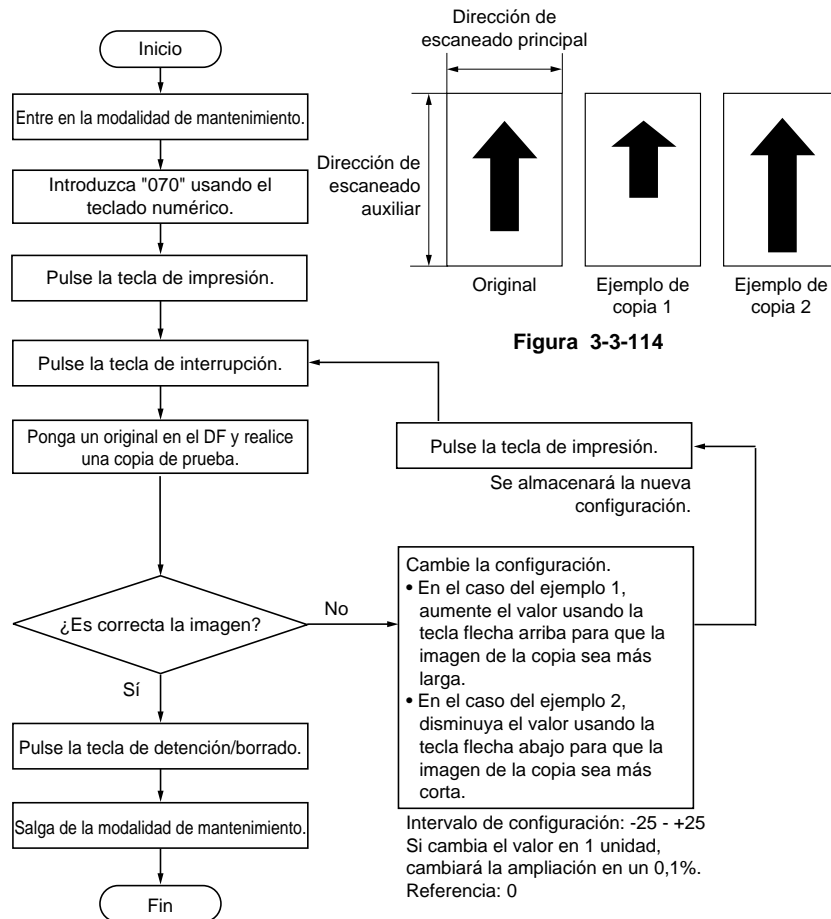 Inicio
Entre en la modalidad de mantenimiento.
Introduzca "070" usando el
teclado numérico.
Pulse la tecla de impresión.
Pulse la tecla de interrupción.
Ponga un original en el DF y realice
una copia de prueba.
¿Es correcta la imagen?
No
Sí
Pulse la tecla de detención/borrado.
Salga de la modalidad de mantenimiento.
Fin
Dirección de
escaneado principal
Dirección de
escaneado
auxiliar
Original
Ejemplo de
copia 1
Ejemplo de
copia 2
Figura 3-3-114
Pulse la tecla de impresión.
Se almacenará la nueva
configuración.
Cambie la configuración.
• En el caso del ejemplo 1,
aumente el valor usando la
tecla flecha arriba para que la
imagen de la copia sea más
larga.
• En el caso del ejemplo 2,
disminuya el valor usando la
tecla flecha abajo para que la
imagen de la copia sea más
corta.
Intervalo de configuración: -25 - +25
Si cambia el valor en 1 unidad,
cambiará la ampliación en un 0,1%.
Referencia: 0